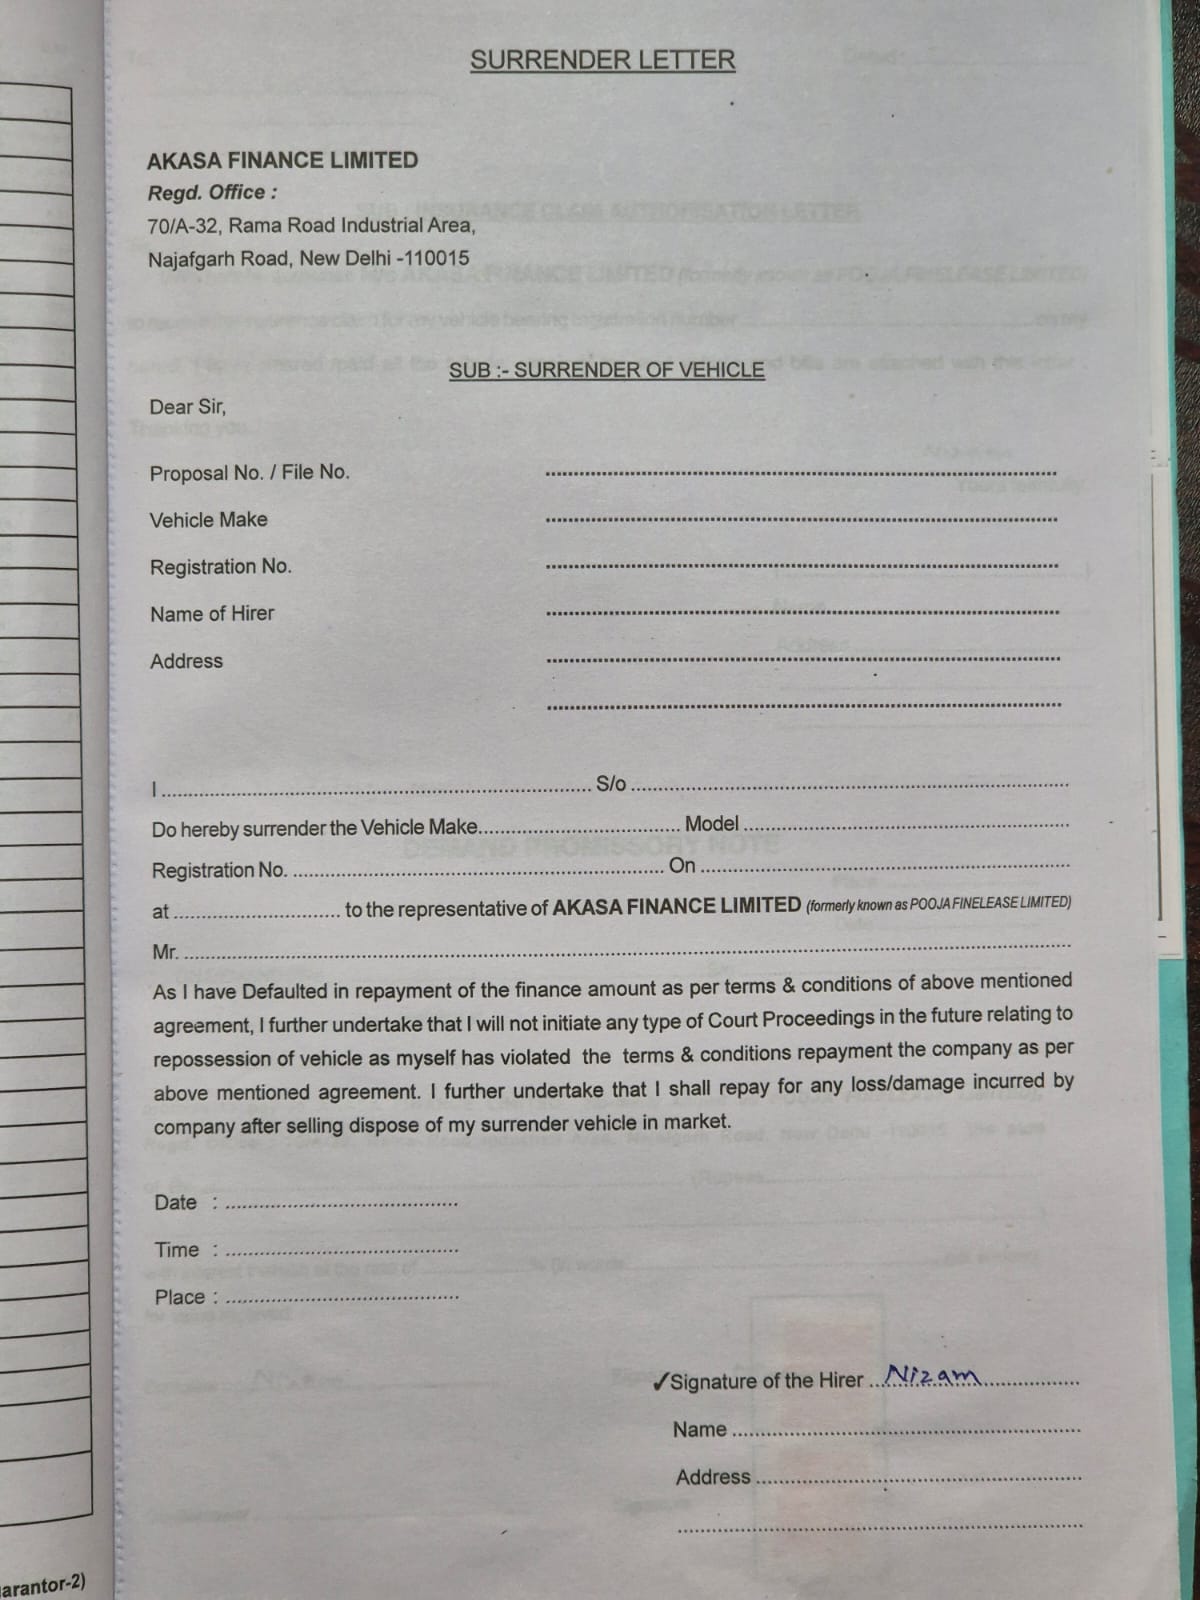 SURRENDER LETTER
AKASA FINANCE LIMITED
Regd. Office :
70/A-32, Rama Road Industrial Area,
Najafgarh Road, New Delhi -110015
SUB :- SURRENDER OF VEHICLE
Dear Sir,
Proposal No. / File No. ........................................
Vehicle Make ........................................
Registration No. ........................................
Name of Hirer ........................................
Address ........................................
........................................
I ........................................ S/o ........................................
Do hereby surrender the Vehicle Make.................... Model ........................................
Registration No. ........................................ On ........................................
at .................... to the representative of AKASA FINANCE LIMITED (formerly known as POOJA FINELEASE LIMITED)
Mr. ........................................
As I have Defaulted in repayment of the finance amount as per terms & conditions of above mentioned
agreement, I further undertake that I will not initiate any type of Court Proceedings in the future relating to
repossession of vehicle as myself has violated the terms & conditions repayment the company as per
above mentioned agreement. I further undertake that I shall repay for any loss/damage incurred by
company after selling dispose of my surrender vehicle in market.
Date : ....................
Time : ....................
Place : ....................
✓Signature of the Hirer ..Nizam....................
Name ........................................
Address ........................................
........................................
arantor-2)